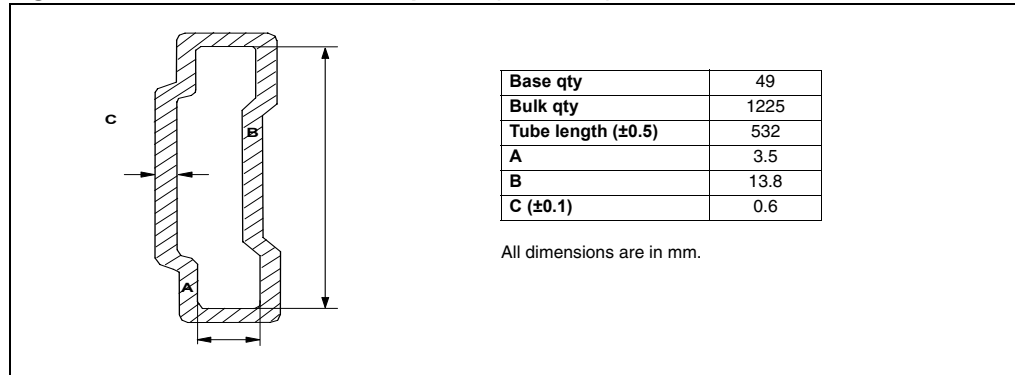 C
B
A
Base qty 49
Bulk qty 1225
Tube length (±0.5) 532
A 3.5
B 13.8
C (±0.1) 0.6
All dimensions are in mm.